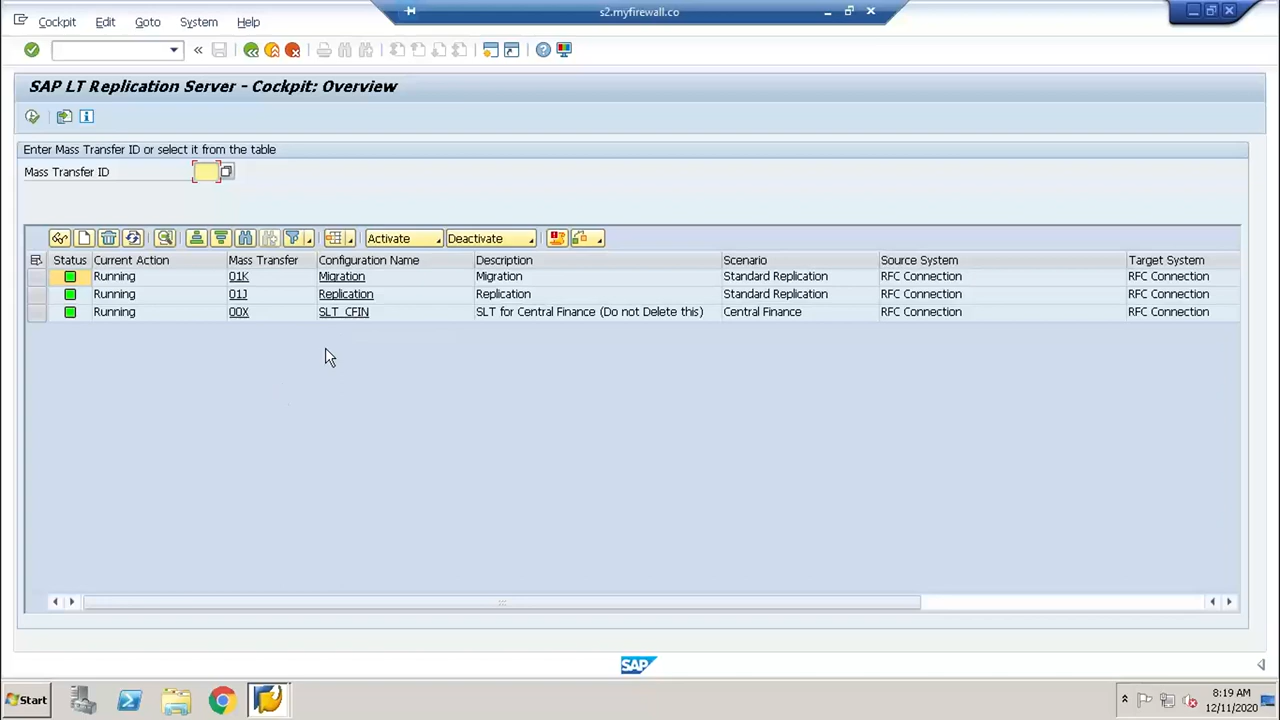 s2.myfirewall.co
Cockpit Edit Goto System Help
SAP LT Replication Server - Cockpit: Overview
Enter Mass Transfer ID or select it from the table
Mass Transfer ID
Activate Deactivate
Status Current Action Mass Transfer Configuration Name Description Scenario Source System Target System
Running 01K Migration Migration Standard Replication RFC Connection RFC Connection
Running 01J Replication Replication Standard Replication RFC Connection RFC Connection
Running 00X SLT_CFIN SLT for Central Finance (Do not Delete this) Central Finance RFC Connection RFC Connection
SAP
Start
8:19 AM
12/11/2020